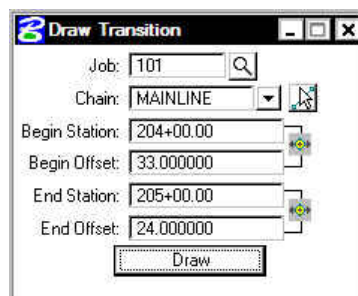 Draw Transition
Job: 101
Chain: MAINLINE
Begin Station: 204+00.00
Begin Offset: 33.000000
End Station: 205+00.00
End Offset: 24.000000
Draw